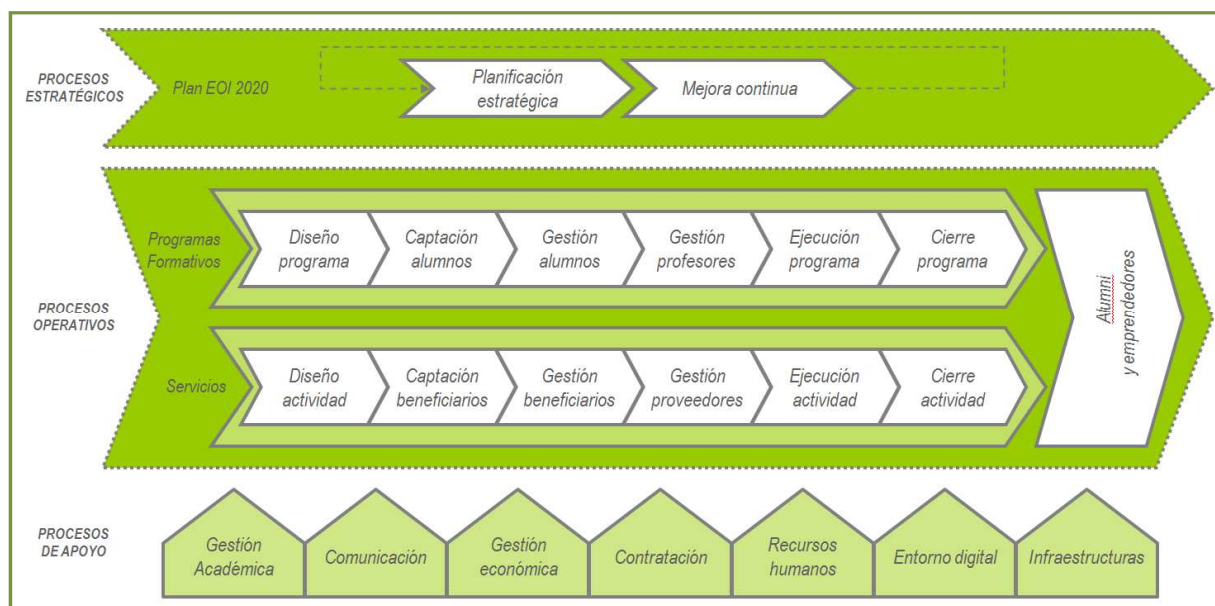 PROCESOS
ESTRATÉGICOS
Plan EOI 2020
Planificación
estratégica
Mejora continua
PROCESOS
OPERATIVOS
Programas
Formativos
Diseño
programa
Captación
alumnos
Gestión
alumnos
Gestión
profesores
Ejecución
programa
Cierre
programa
Servicios
Diseño
actividad
Captación
beneficiarios
Gestión
beneficiarios
Gestión
proveedores
Ejecución
actividad
Cierre
actividad
Alumni
y emprendedores
PROCESOS
DE APOYO
Gestión
Académica
Comunicación
Gestión
económica
Contratación
Recursos
humanos
Entorno digital
Infraestructuras